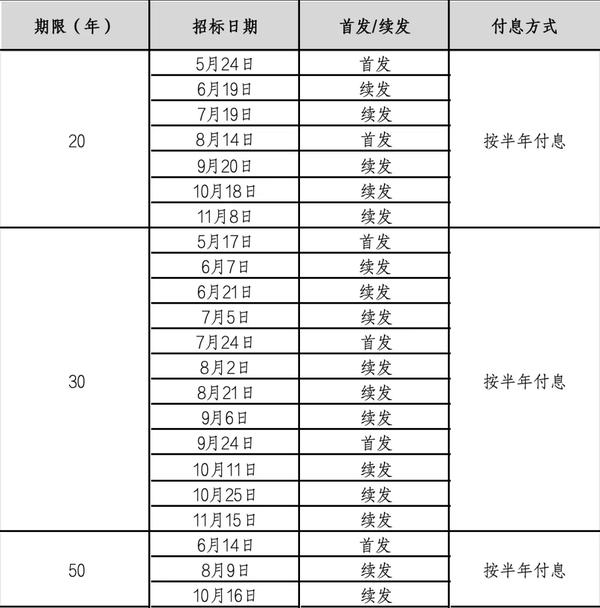 期限（年） 招标日期 首发/续发 付息方式
5月24日 首发
6月19日 续发
7月19日 续发
20 8月14日 首发 按半年付息
9月20日 续发
10月18日 续发
11月8日 续发
5月17日 首发
6月7日 续发
6月21日 续发
7月5日 续发
7月24日 首发
8月2日 续发
30 8月21日 续发 按半年付息
9月6日 续发
9月24日 首发
10月11日 续发
10月25日 续发
11月15日 续发
6月14日 首发
50 8月9日 续发 按半年付息
10月16日 续发